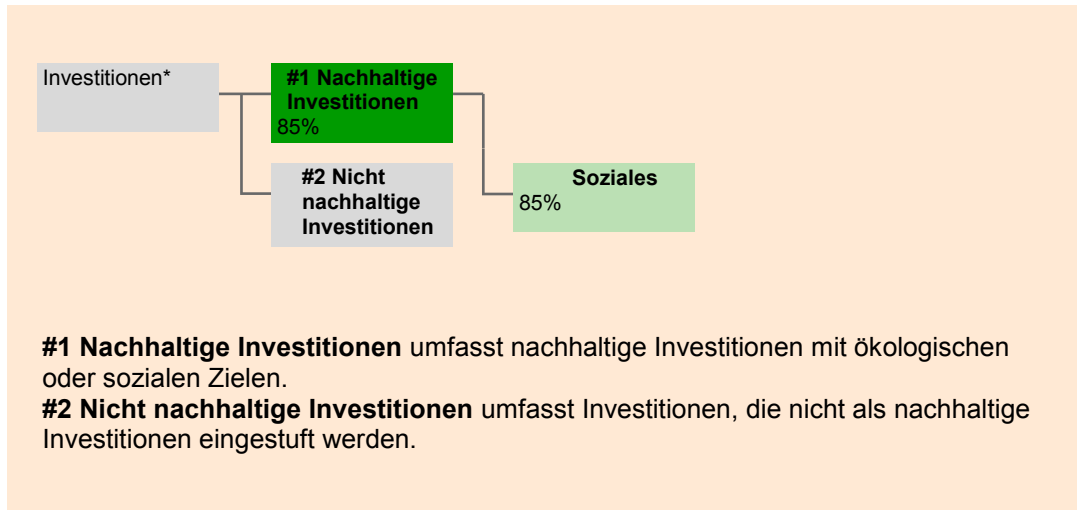 Investitionen*
#1 Nachhaltige
Investitionen
85%
#2 Nicht
nachhaltige
Investitionen
Soziales
85%
#1 Nachhaltige Investitionen umfasst nachhaltige Investitionen mit ökologischen
oder sozialen Zielen.
#2 Nicht nachhaltige Investitionen umfasst Investitionen, die nicht als nachhaltige
Investitionen eingestuft werden.